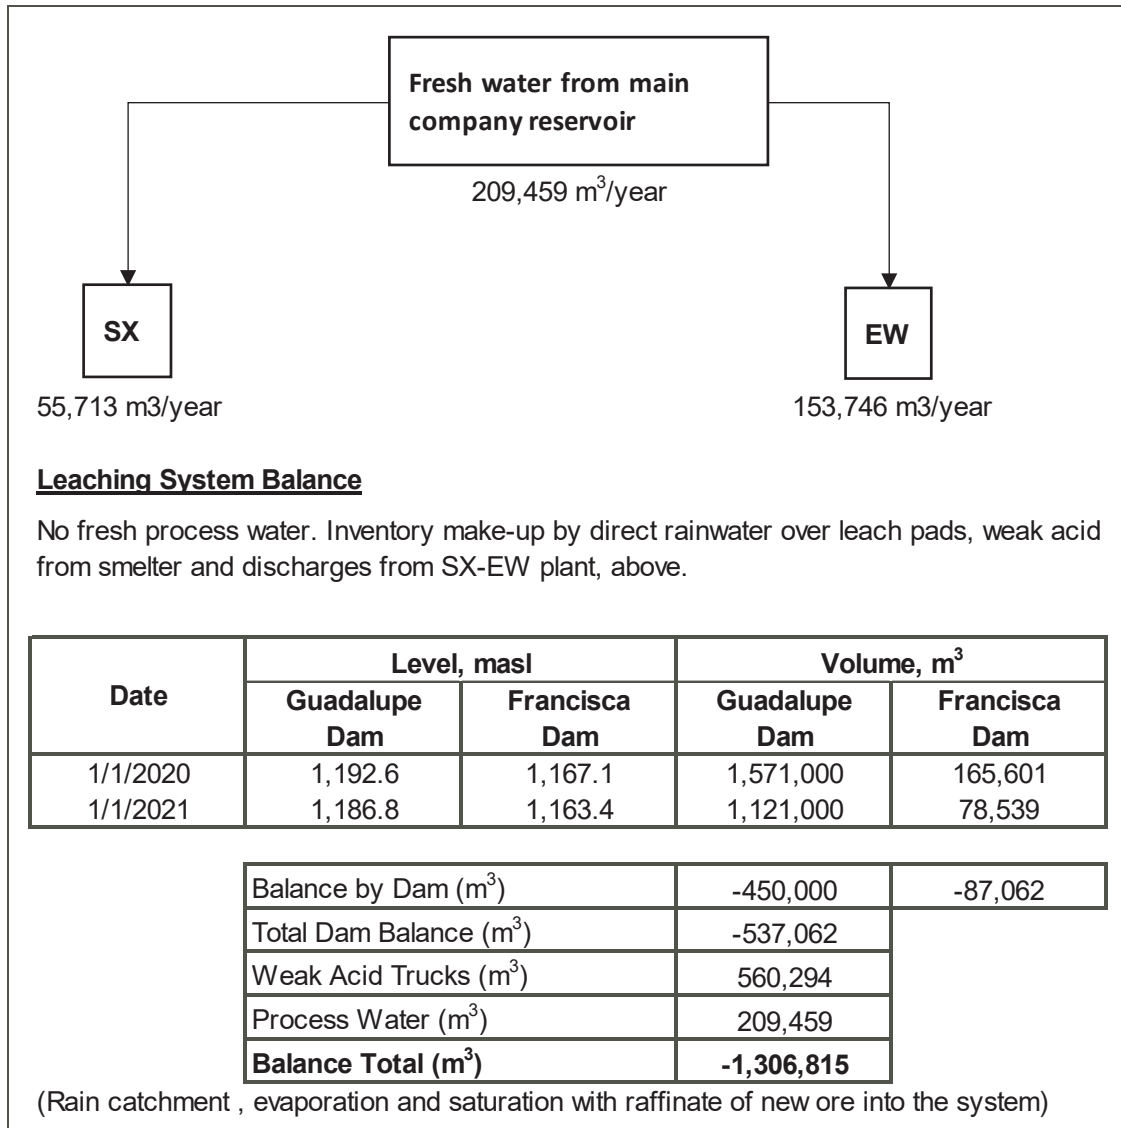 Fresh water from main
company reservoir
209,459 m³/year
SX
EW
55,713 m3/year
153,746 m3/year
Leaching System Balance
No fresh process water. Inventory make-up by direct rainwater over leach pads, weak acid
from smelter and discharges from SX-EW plant, above.
Date
Level, masl
Volume, m³
Guadalupe
Dam
Francisca
Dam
Guadalupe
Dam
Francisca
Dam
1/1/2020 1,192.6 1,167.1 1,571,000 165,601
1/1/2021 1,186.8 1,163.4 1,121,000 78,539
Balance by Dam (m³) -450,000 -87,062
Total Dam Balance (m³) -537,062
Weak Acid Trucks (m³) 560,294
Process Water (m³) 209,459
Balance Total (m³) -1,306,815
(Rain catchment , evaporation and saturation with raffinate of new ore into the system)